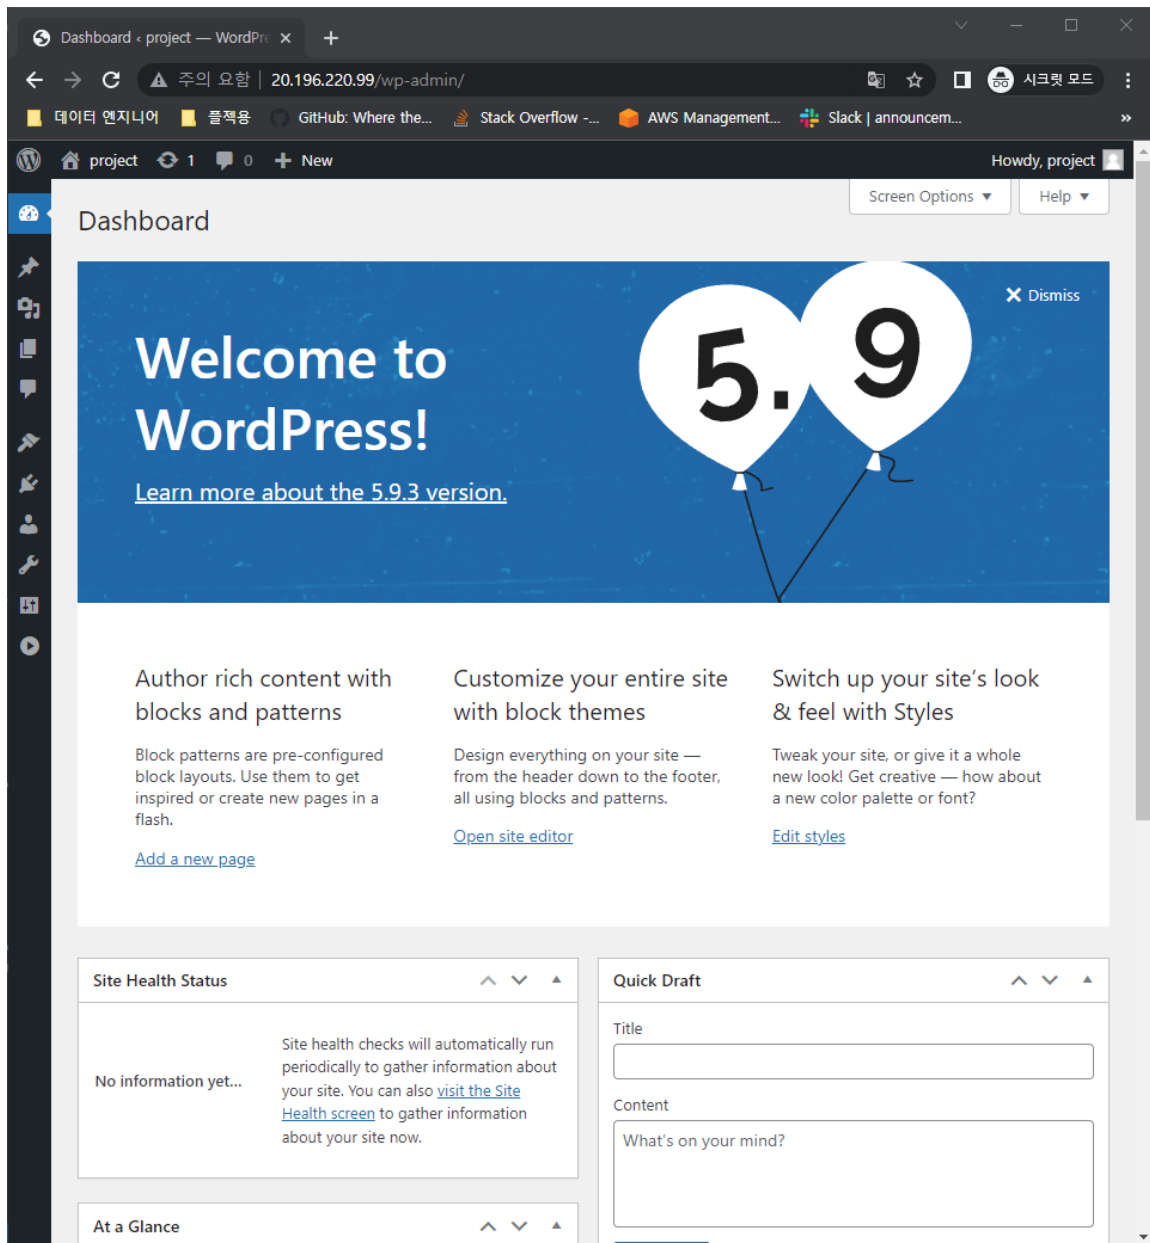 Dashboard ‹ project — WordPre
주의 요함 | 20.196.220.99/wp-admin/
시크릿 모드
데이터 엔지니어 플젝용 GitHub: Where the... Stack Overflow -... AWS Management... Slack | announcem... »
project 1 0 New
Howdy, project
Screen Options ▼ Help ▼
Dashboard
Dismiss
5.9
Welcome to
WordPress!
Learn more about the 5.9.3 version.
Author rich content with
blocks and patterns
Block patterns are pre-configured
block layouts. Use them to get
inspired or create new pages in a
flash.
Add a new page
Customize your entire site
with block themes
Design everything on your site —
from the header down to the footer,
all using blocks and patterns.
Open site editor
Switch up your site's look
& feel with Styles
Tweak your site, or give it a whole
new look! Get creative — how about
a new color palette or font?
Edit styles
Site Health Status
No information yet...
Site health checks will automatically run
periodically to gather information about
your site. You can also visit the Site
Health screen to gather information
about your site now.
At a Glance
Quick Draft
Title
Content
What's on your mind?